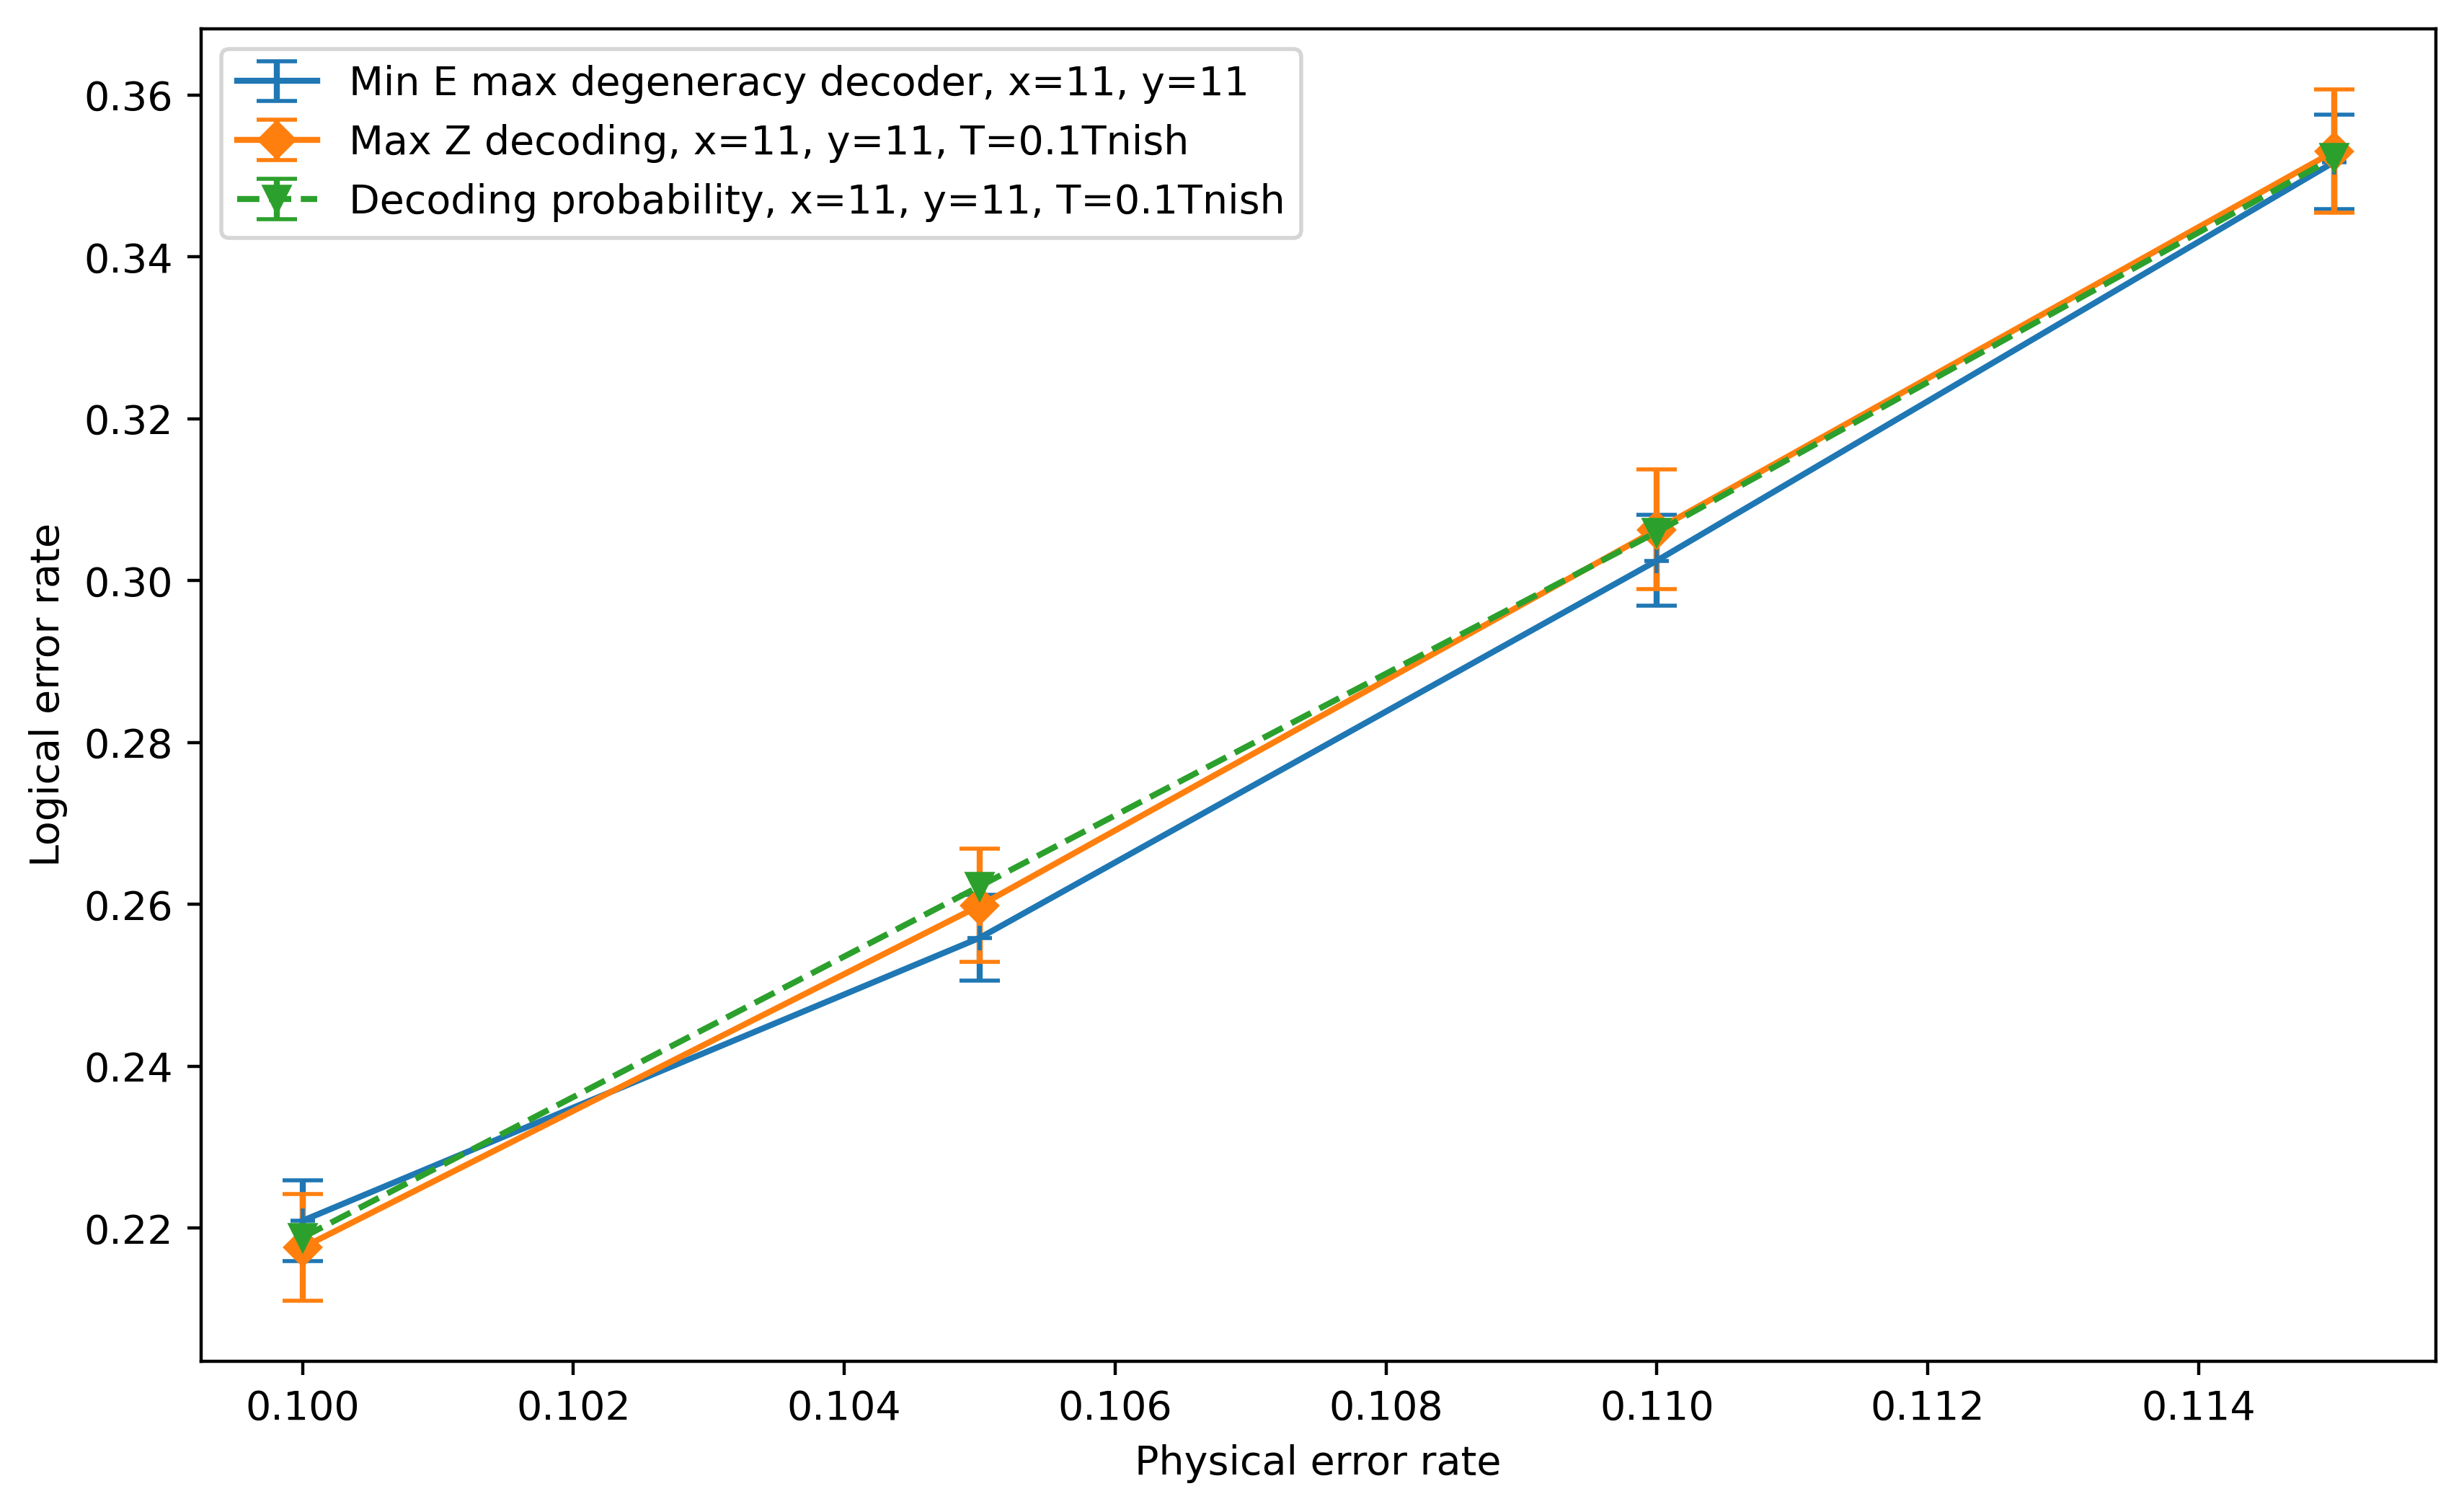 Min E max degeneracy decoder, x=11, y=11
Max Z decoding, x=11, y=11, T=0.1Tnish
Decoding probability, x=11, y=11, T=0.1Tnish
0.36
0.34
0.32
0.30
0.28
0.26
0.24
0.22
Logical error rate
0.100 0.102 0.104 0.106 0.108 0.110 0.112 0.114
Physical error rate